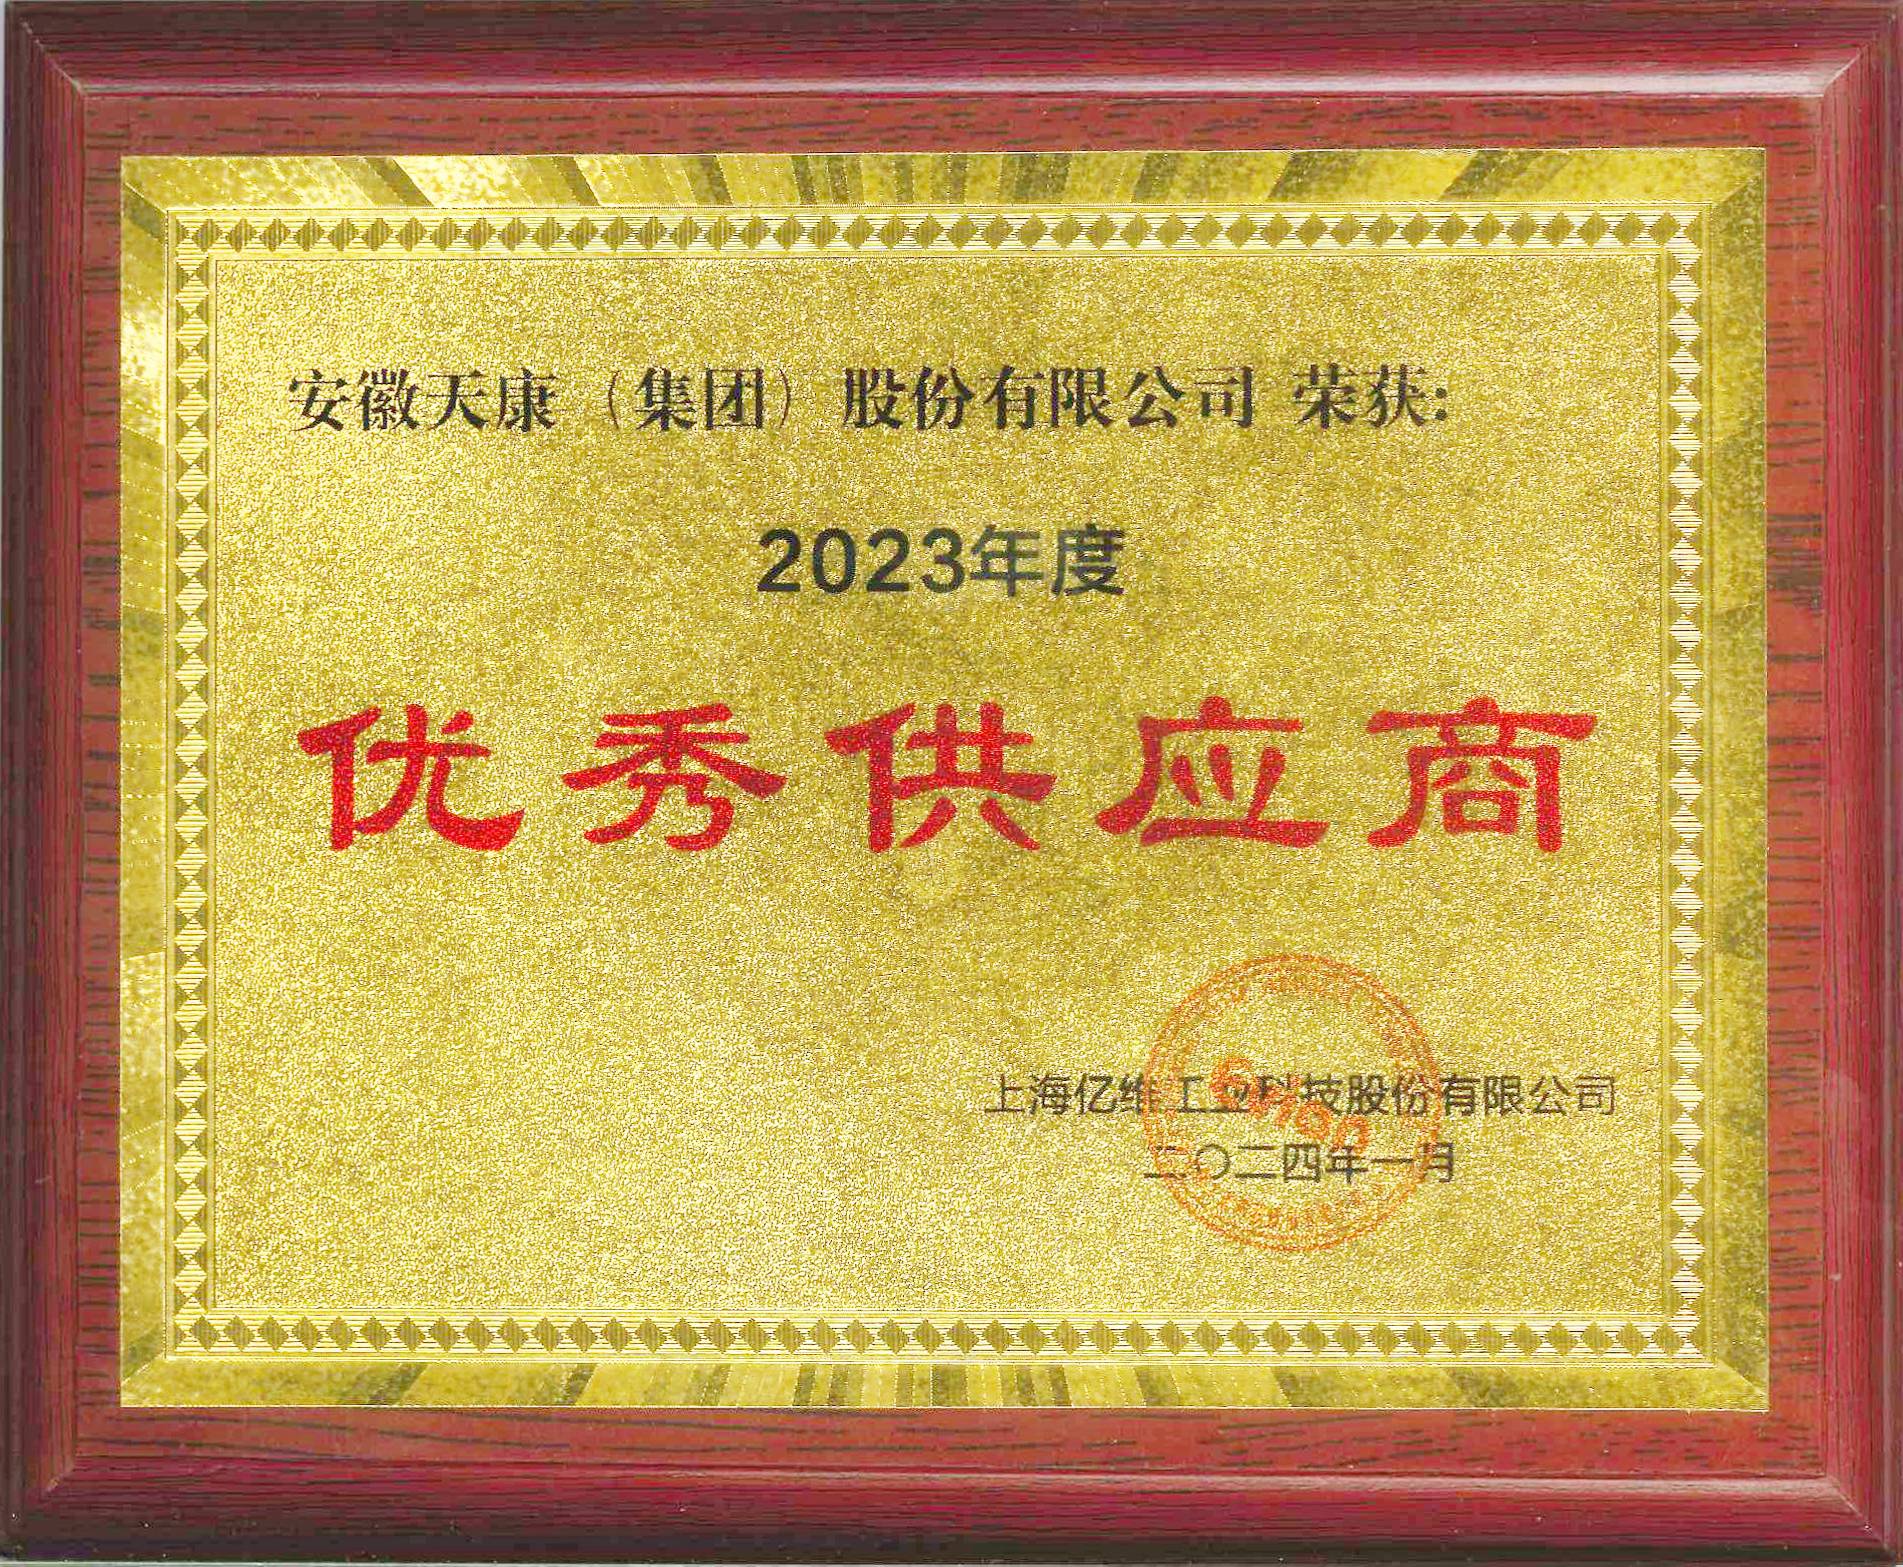 安徽天康（集团）股份有限公司 荣获:
2023年度
优秀供应商
上海亿维工业科技股份有限公司
二〇二四年一月